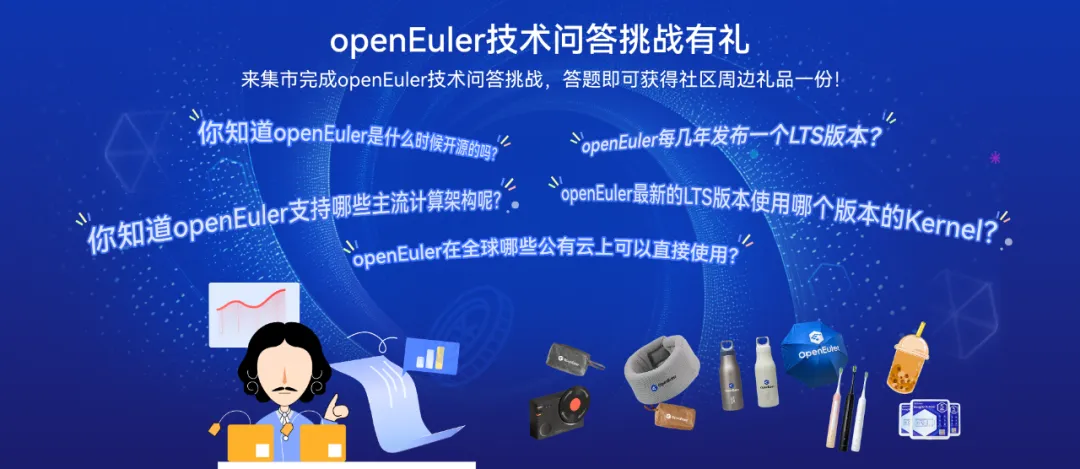 openEuler技术问答挑战有礼
来集市完成openEuler技术问答挑战，答题即可获得社区周边礼品一份！
你知道openEuler是什么时候开源的吗？
openEuler每几年发布一个LTS版本？
你知道openEuler支持哪些主流计算架构呢？
openEuler最新的LTS版本使用哪个版本的Kernel？
openEuler在全球哪些公有云上可以直接使用？
openEuler
openEuler